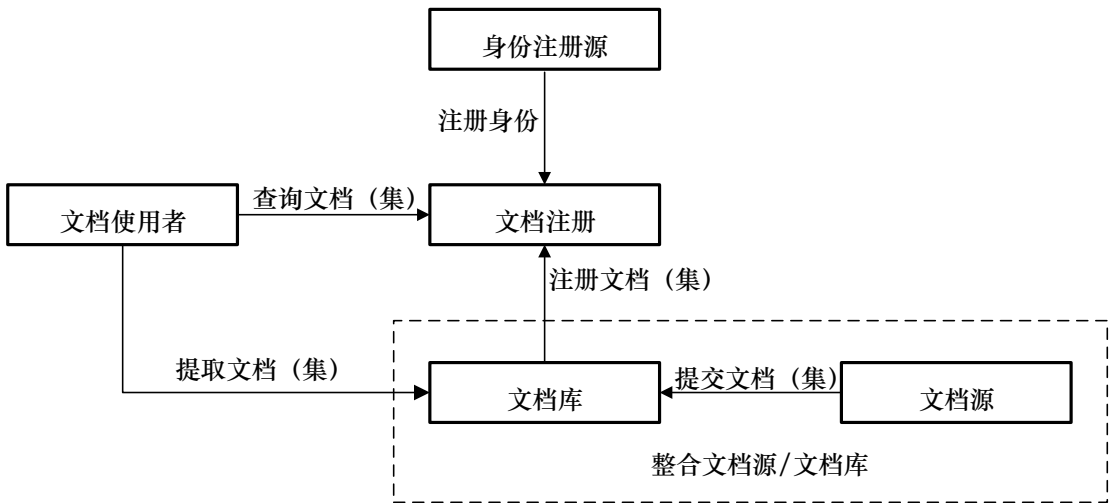 身份注册源
注册身份
查询文档（集）
文档使用者
文档注册
注册文档（集）
提取文档（集）
文档库
提交文档（集）
文档源
整合文档源/文档库